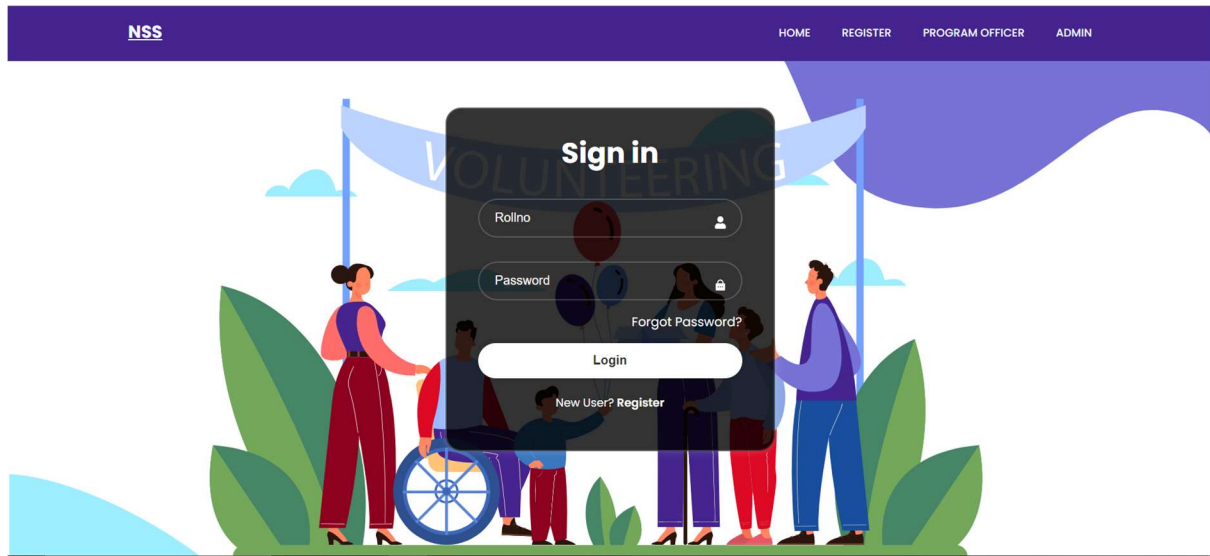 NSS
HOME REGISTER PROGRAM OFFICER ADMIN
VOLUNTEERING
Sign in
Rollno
Password
Forgot Password?
Login
New User? Register